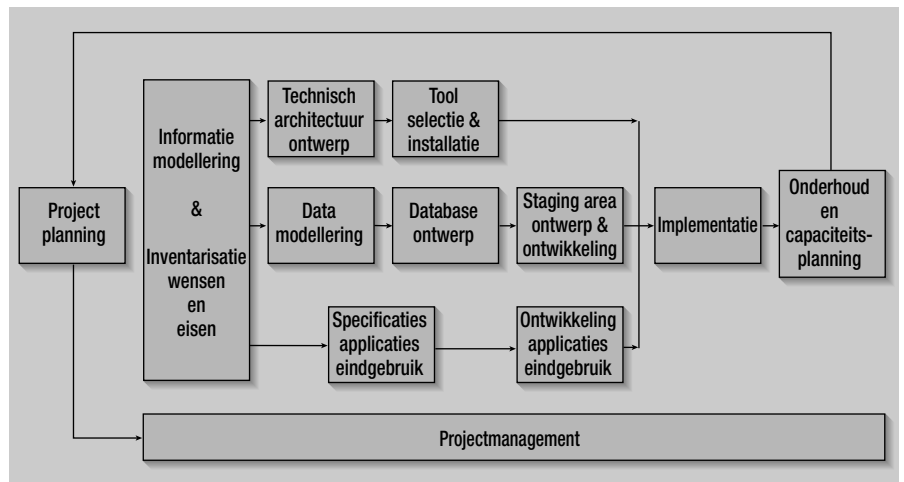 Project
planning
Informatie
modellering
&
Inventarisatie
wensen
en
eisen
Technisch
architectuur
ontwerp
Tool
selectie &
installatie
Data
modellering
Database
ontwerp
Staging area
ontwerp &
ontwikkeling
Specificaties
applicaties
eindgebruik
Ontwikkeling
applicaties
eindgebruik
Implementatie
Onderhoud
en
capaciteits-
planning
Projectmanagement